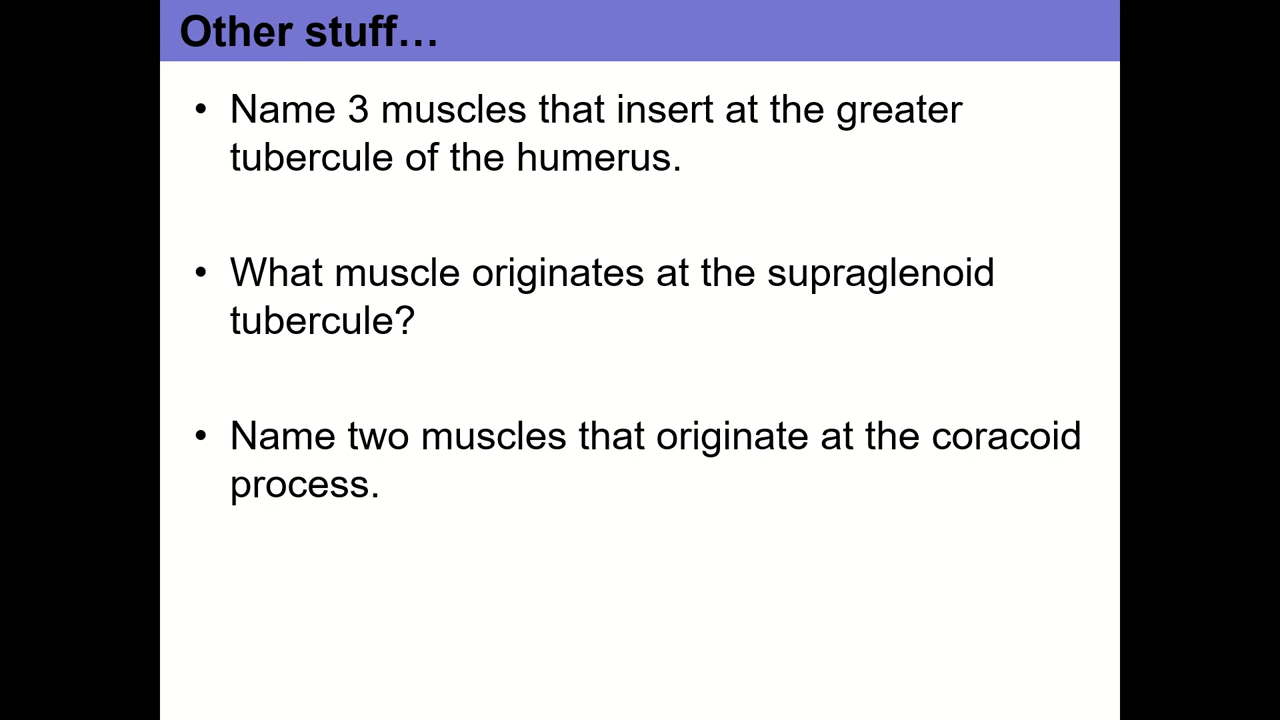 Other stuff…
• Name 3 muscles that insert at the greater
tubercule of the humerus.
• What muscle originates at the supraglenoid
tubercule?
• Name two muscles that originate at the coracoid
process.